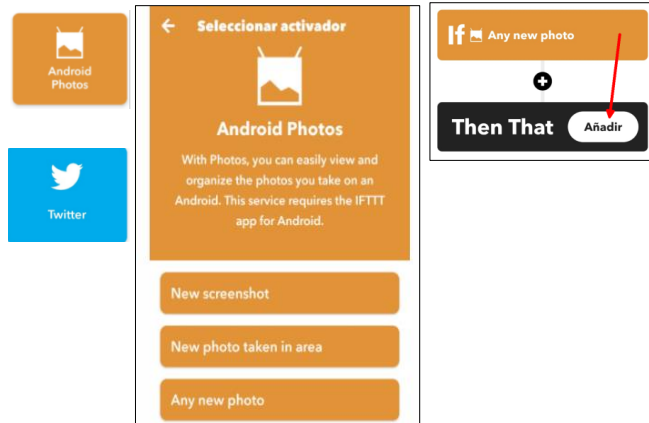 Android
Photos
Twitter
Seleccionar activador
Android Photos
With Photos, you can easily view and
organize the photos you take on an
Android. This service requires the IFTTT
app for Android.
New screenshot
New photo taken in area
Any new photo
If Any new photo
Then That Añadir